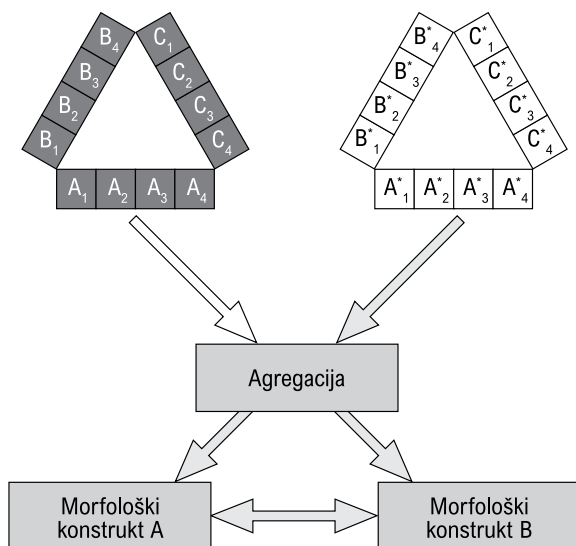 B₄ C₁
B₃ C₂
B₂ C₃
B₁ C₄
A₁ A₂ A₃ A₄
B*₄ C*₁
B*₃ C*₂
B*₂ C*₃
B*₁ C*₄
A*₁ A*₂ A*₃ A*₄
Agregacija
Morfološki
konstrukt A
Morfološki
konstrukt B